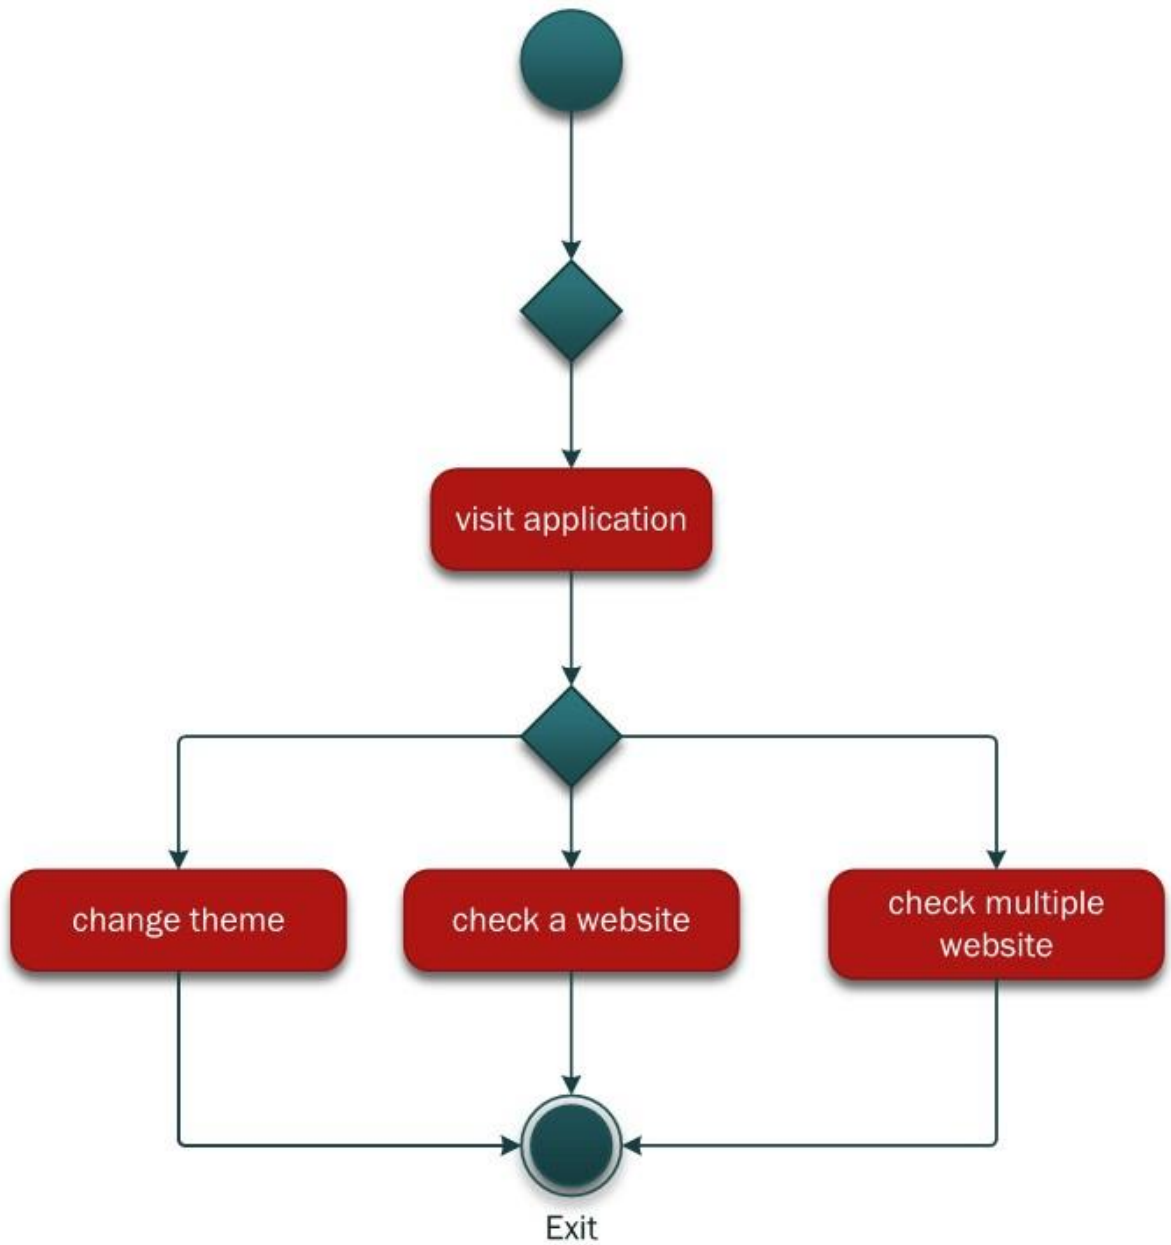 visit application
change theme
check a website
check multiple
website
Exit